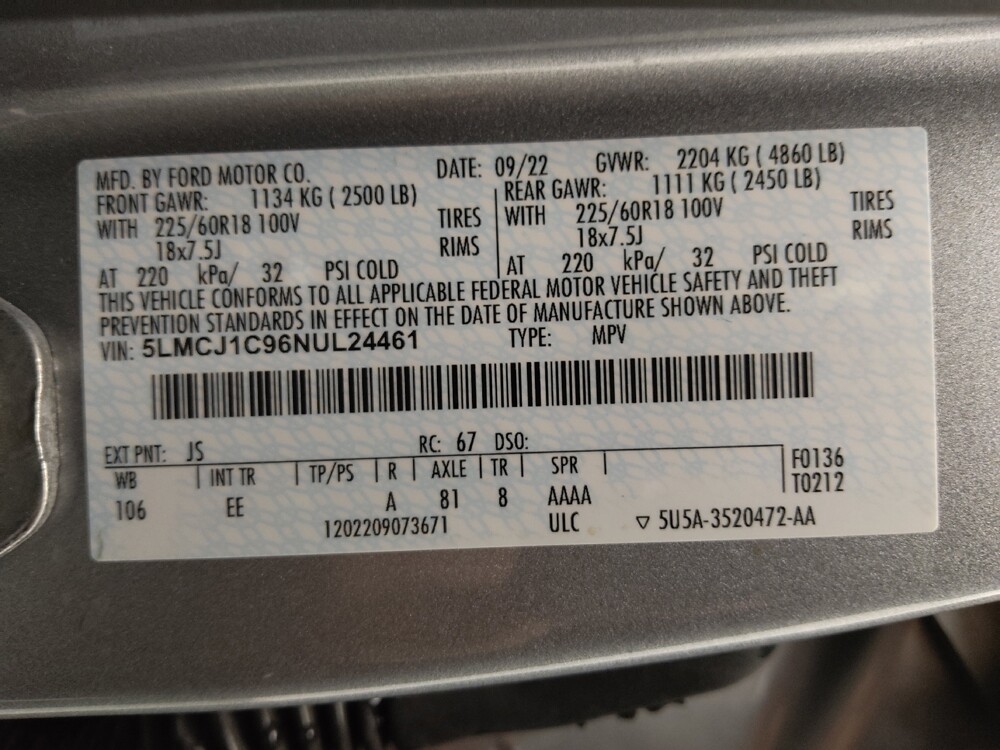 MFD. BY FORD MOTOR CO. DATE: 09/22 GVWR: 2204 KG ( 4860 LB)
FRONT GAWR: 1134 KG ( 2500 LB) REAR GAWR: 1111 KG ( 2450 LB)
WITH 225/60R18 100V TIRES WITH 225/60R18 100V TIRES
18x7.5J RIMS 18x7.5J RIMS
AT 220 kPa/ 32 PSI COLD AT 220 kPa/ 32 PSI COLD
THIS VEHICLE CONFORMS TO ALL APPLICABLE FEDERAL MOTOR VEHICLE SAFETY AND THEFT
PREVENTION STANDARDS IN EFFECT ON THE DATE OF MANUFACTURE SHOWN ABOVE.
VIN: 5LMCJ1C96NUL24461 TYPE: MPV
EXT PNT: JS RC: 67 DSO:
WB INT TR TP/PS R AXLE TR SPR F0136
T0212
106 EE A 81 8 AAAA
1202209073671 ULC ▽ 5U5A-3520472-AA